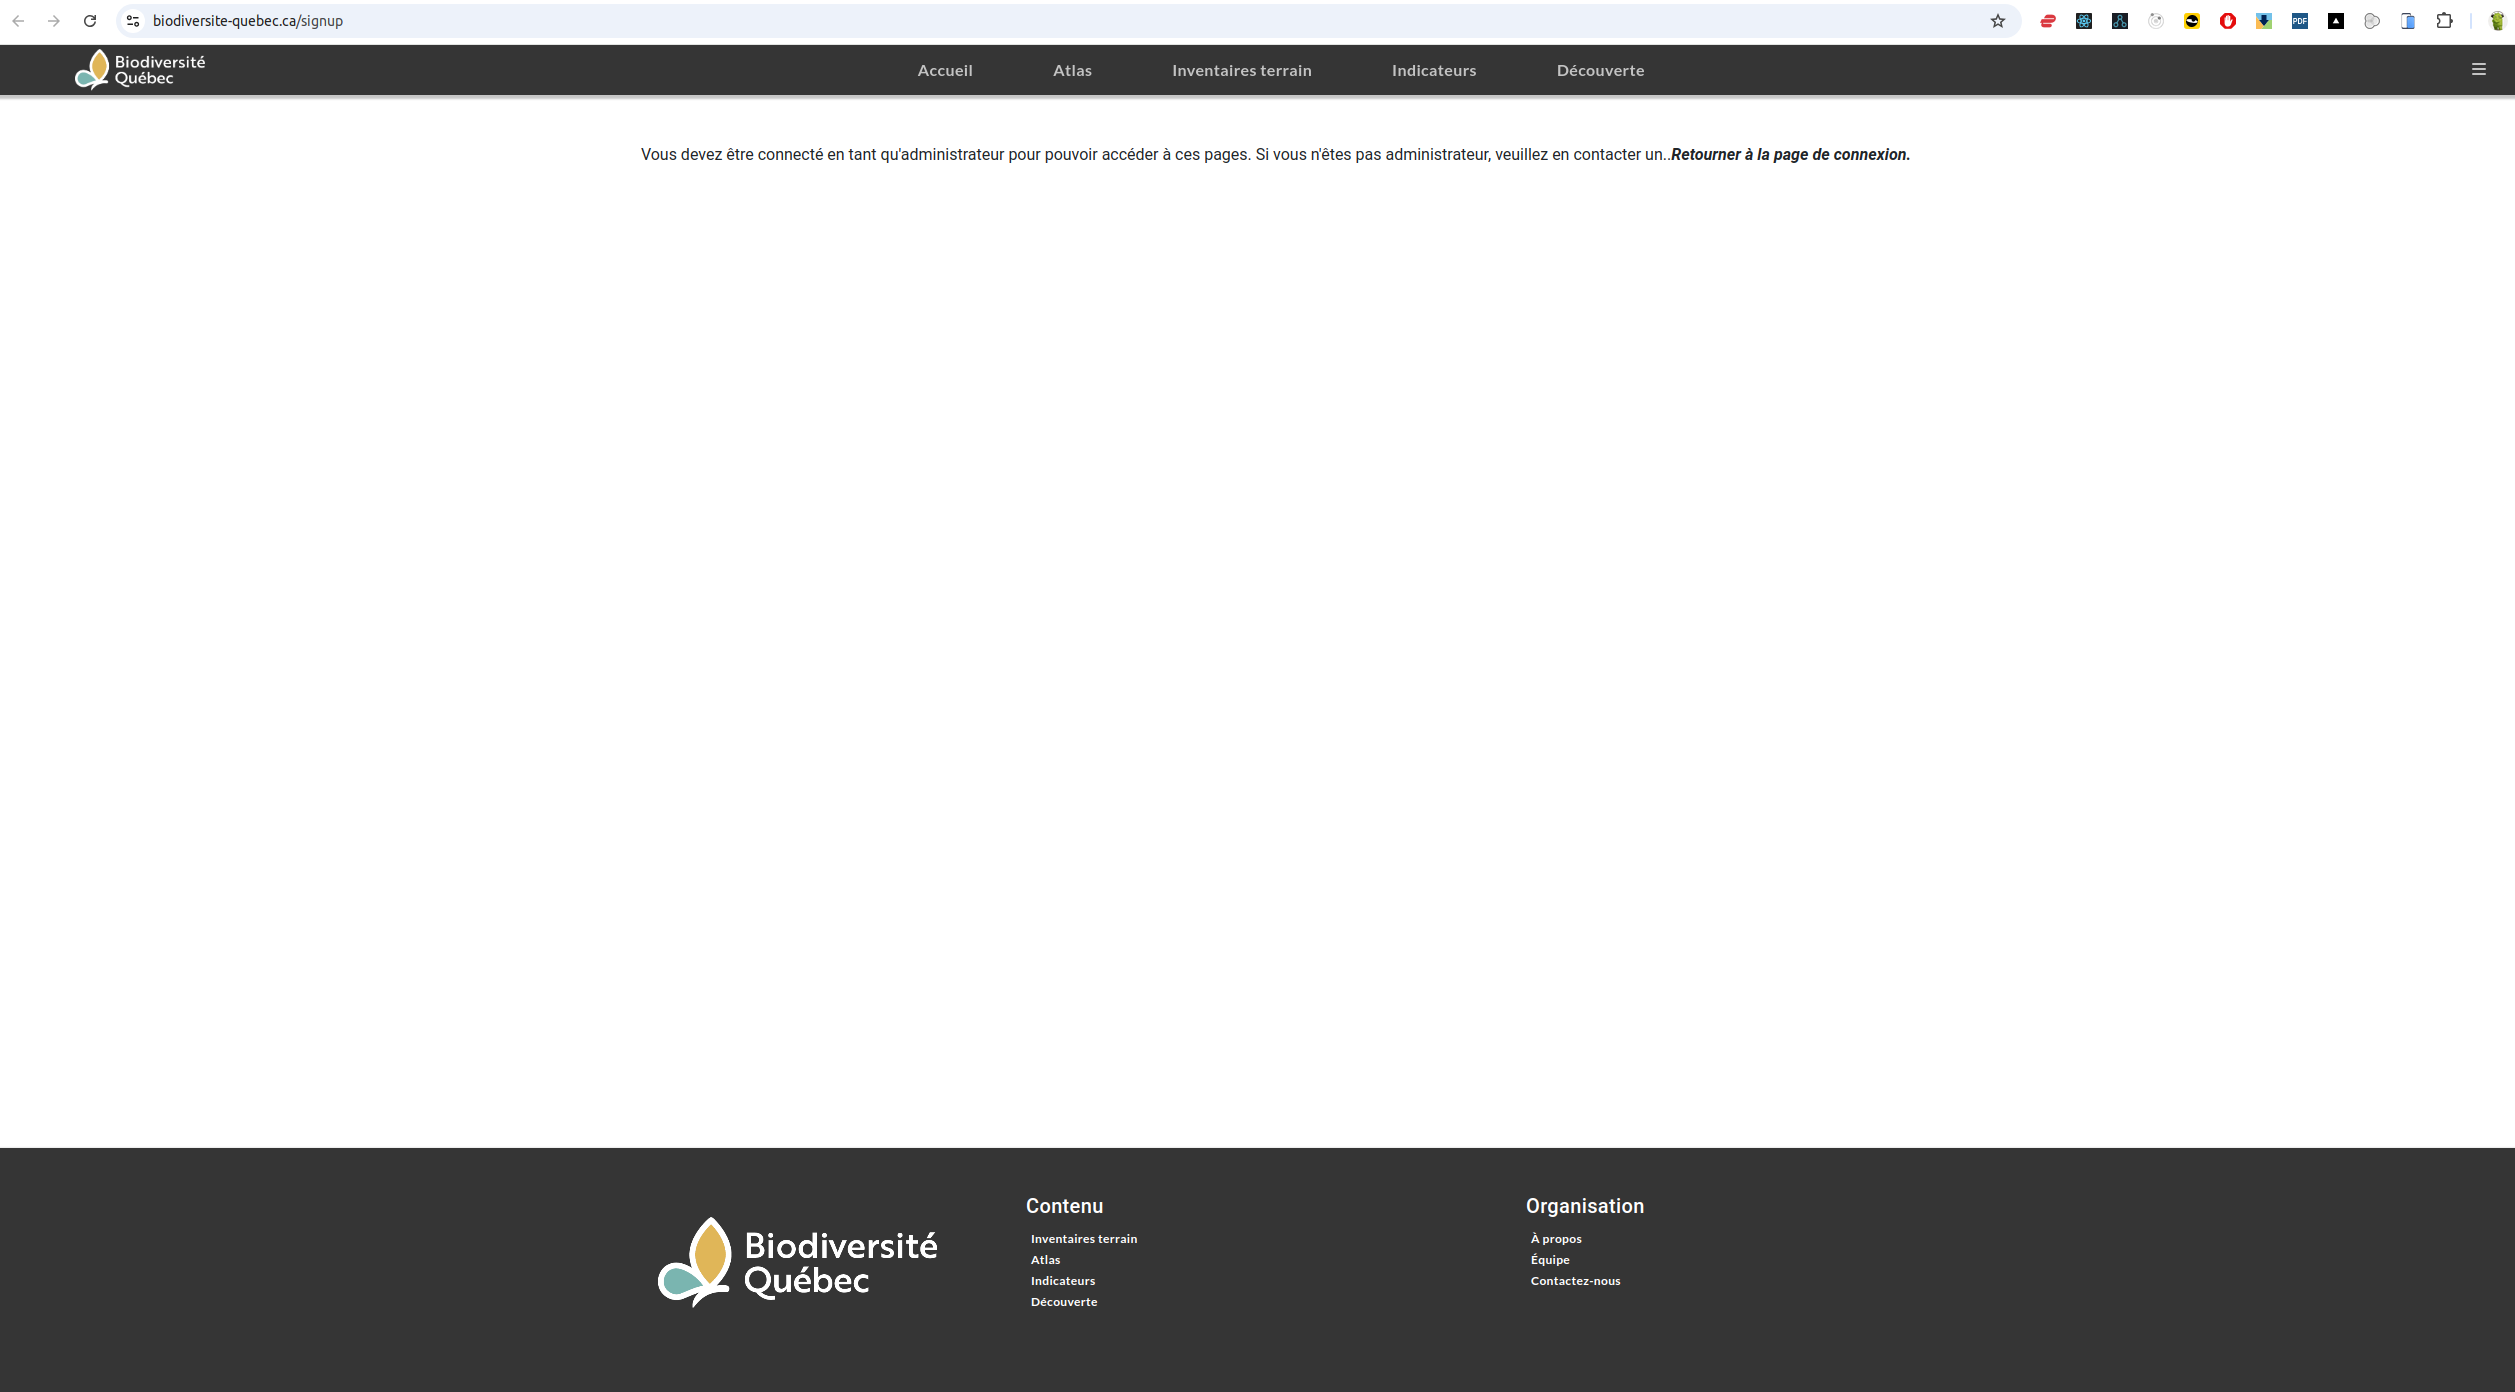 biodiversite-quebec.ca/signup
PDF
Biodiversité
Québec
Accueil
Atlas
Inventaires terrain
Indicateurs
Découverte
Vous devez être connecté en tant qu'administrateur pour pouvoir accéder à ces pages. Si vous n'êtes pas administrateur, veuillez en contacter un..Retourner à la page de connexion.
Biodiversité
Québec
Contenu
Inventaires terrain
Atlas
Indicateurs
Découverte
Organisation
À propos
Équipe
Contactez-nous